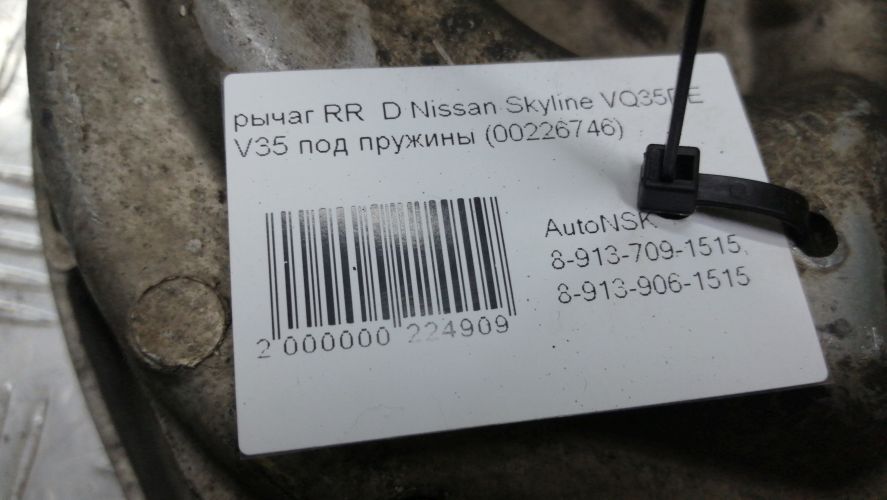 рычаг RR D Nissan Skyline VQ35DE
V35 под пружины (00226746)
AutoNSK
8-913-709-1515,
8-913-906-1515
2 000000 224909